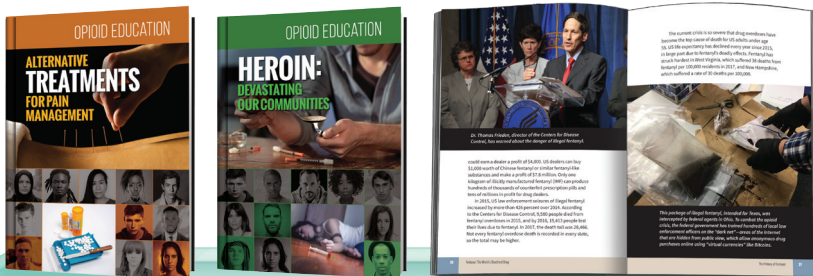 OPIOID EDUCATION
ALTERNATIVE
TREATMENTS
FOR PAIN
MANAGEMENT
OPIOID EDUCATION
HEROIN:
DEVASTATING
OUR COMMUNITIES
Dr. Thomas Frieden, director of the Centers for Disease
Control, has warned about the danger of illegal fentanyl.
could earn a dealer a profit of $4,000. US dealers can buy
$1,000 worth of Chinese fentanyl or similar fentanyl-like
substances and make a profit of $7.8 million. Only one
kilogram of illicitly manufactured fentanyl (IMF) can produce
hundreds of thousands of counterfeit prescription pills and
tens of millions in profit for drug dealers.
In 2015, US law enforcement seizures of illegal fentanyl
increased by more than 426 percent over 2014. According
to the Centers for Disease Control, 9,580 people died from
fentanyl overdoses in 2015, and by 2016, 19,413 people lost
their lives due to fentanyl. In 2017, the death toll was 28,466.
Not every fentanyl overdose death is recorded in every state,
so the total may be higher.
The current crisis is so severe that drug overdoses have
become the top cause of death for US adults under age
50. US life expectancy has declined every year since 2015,
in large part due to fentanyl's deadly effects. Fentanyl has
struck hardest in West Virginia, which suffered 38 deaths from
fentanyl per 100,000 residents in 2017, and New Hampshire,
which suffered a rate of 30 deaths per 100,000.
This package of illegal fentanyl, intended for Texas, was
intercepted by federal agents in Ohio. To combat the opioid
crisis, the federal government has trained hundreds of local law
enforcement officers on the "dark net"—areas of the Internet
that are hidden from public view, which allow anonymous drug
purchases online using "virtual currencies" like Bitcoins.